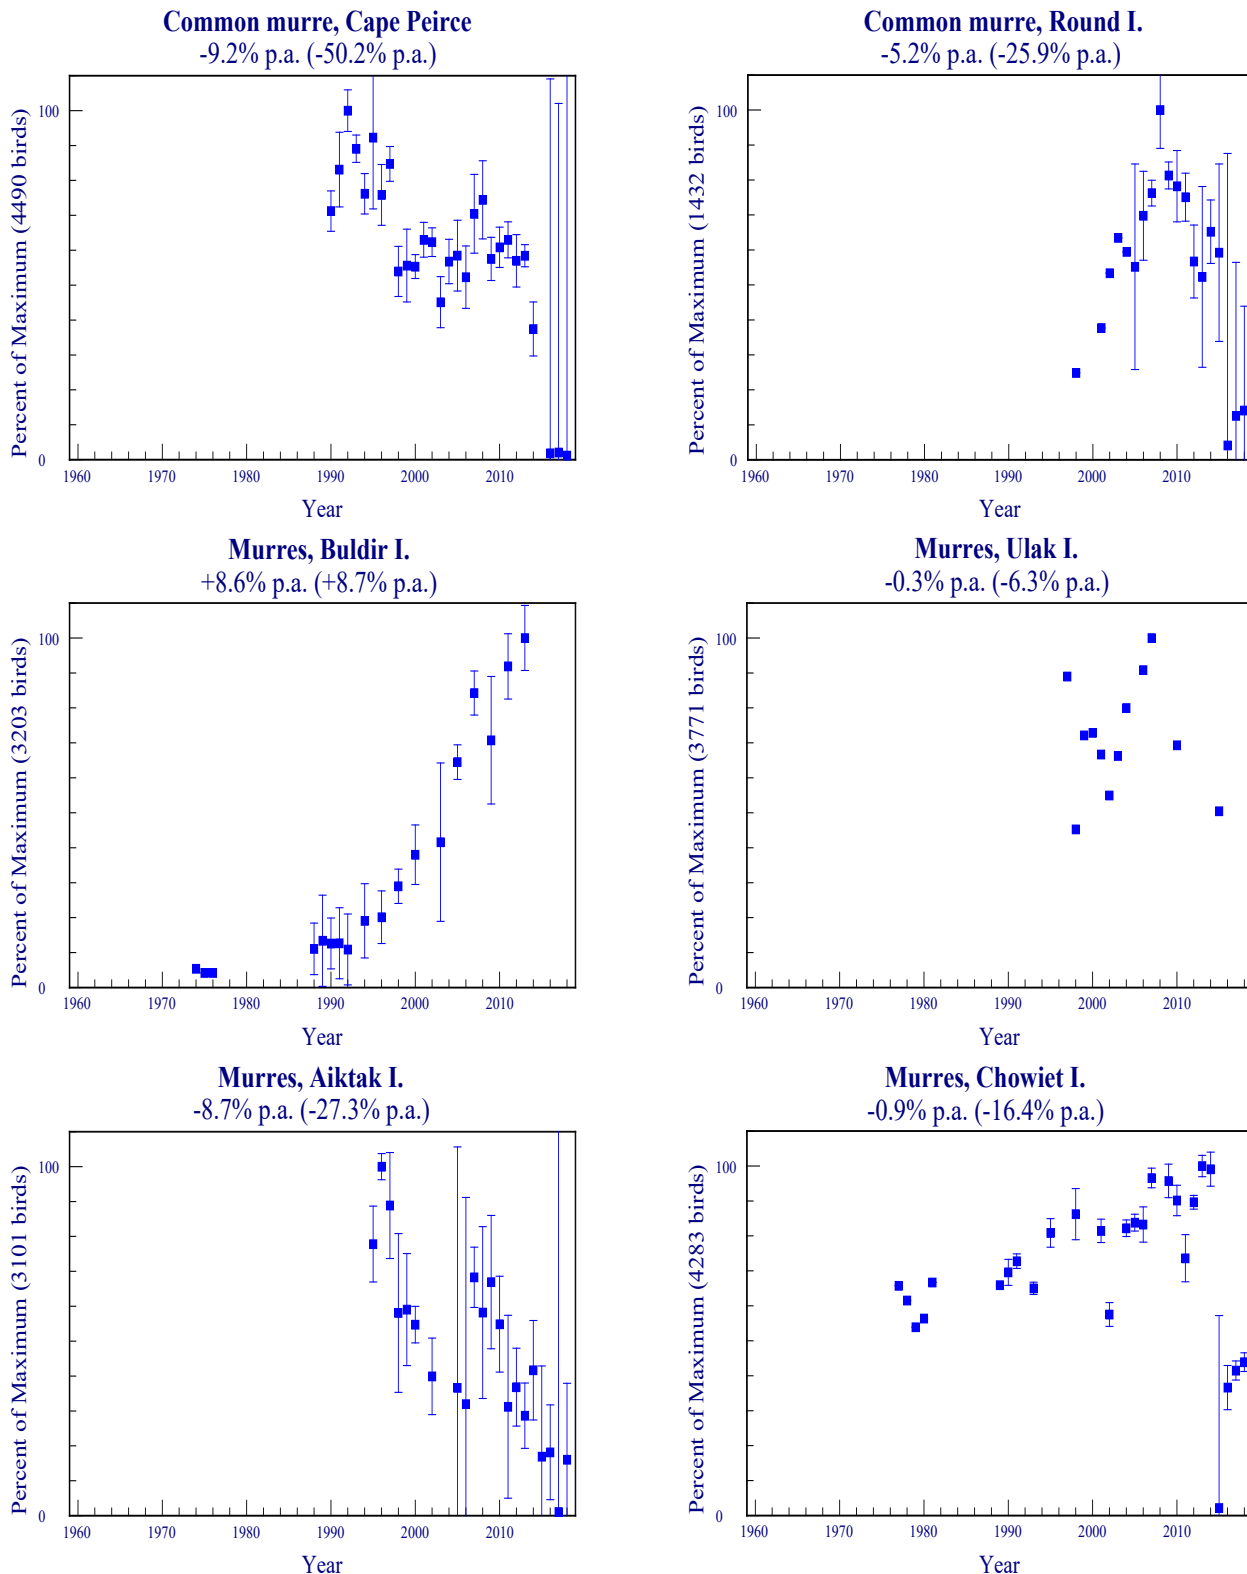 Common murre, Cape Peirce
-9.2% p.a. (-50.2% p.a.)
Percent of Maximum (4490 birds)
100
0
1960 1970 1980 1990 2000 2010
Year
Common murre, Round I.
-5.2% p.a. (-25.9% p.a.)
Percent of Maximum (1432 birds)
100
0
1960 1970 1980 1990 2000 2010
Year
Murres, Buldir I.
+8.6% p.a. (+8.7% p.a.)
Percent of Maximum (3203 birds)
100
0
1960 1970 1980 1990 2000 2010
Year
Murres, Ulak I.
-0.3% p.a. (-6.3% p.a.)
Percent of Maximum (3771 birds)
100
0
1960 1970 1980 1990 2000 2010
Year
Murres, Aiktak I.
-8.7% p.a. (-27.3% p.a.)
Percent of Maximum (3101 birds)
100
0
1960 1970 1980 1990 2000 2010
Year
Murres, Chowiet I.
-0.9% p.a. (-16.4% p.a.)
Percent of Maximum (4283 birds)
100
0
1960 1970 1980 1990 2000 2010
Year